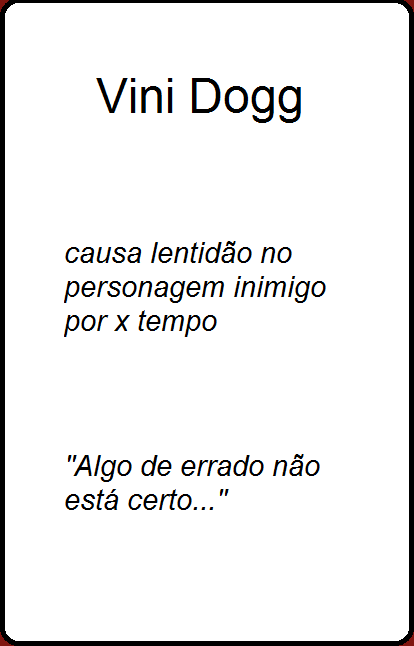 Vini Dogg
causa lentidão no
personagem inimigo
por x tempo
"Algo de errado não
está certo..."